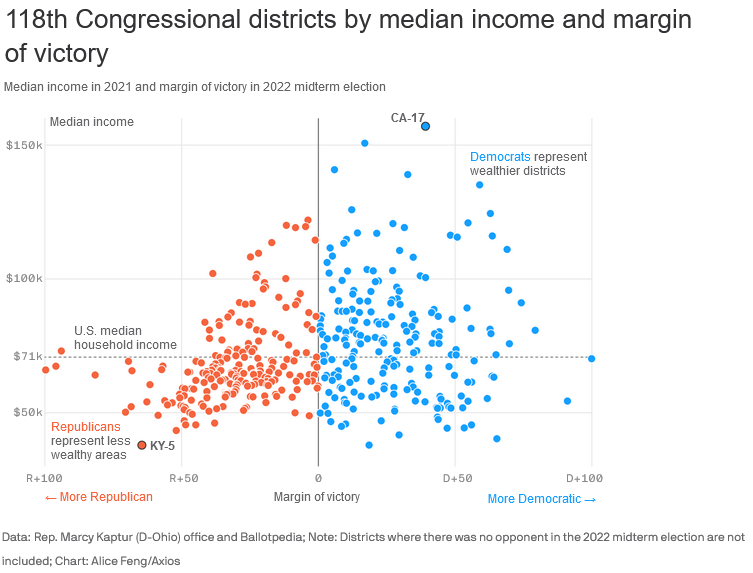 118th Congressional districts by median income and margin
of victory
Median income in 2021 and margin of victory in 2022 midterm election
Median income
CA-17
$150k
Democrats represent
wealthier districts
$100k
U.S. median
household income
$71k
$50k
Republicans
represent less
wealthy areas
KY-5
R+100
R+50
0
D+50
D+100
← More Republican
Margin of victory
More Democratic →
Data: Rep. Marcy Kaptur (D-Ohio) office and Ballotpedia; Note: Districts where there was no opponent in the 2022 midterm election are not
included; Chart: Alice Feng/Axios